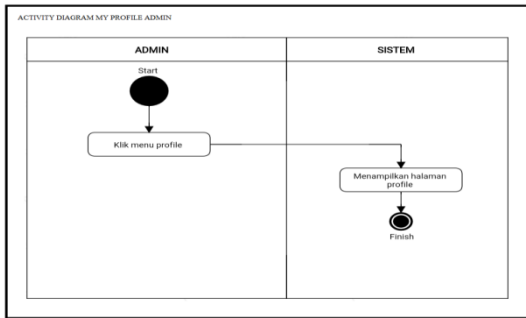 ACTIVITY DIAGRAM MY PROFILE ADMIN
ADMIN
SISTEM
Start
Klik menu profile
Menampilkan halaman
profile
Finish